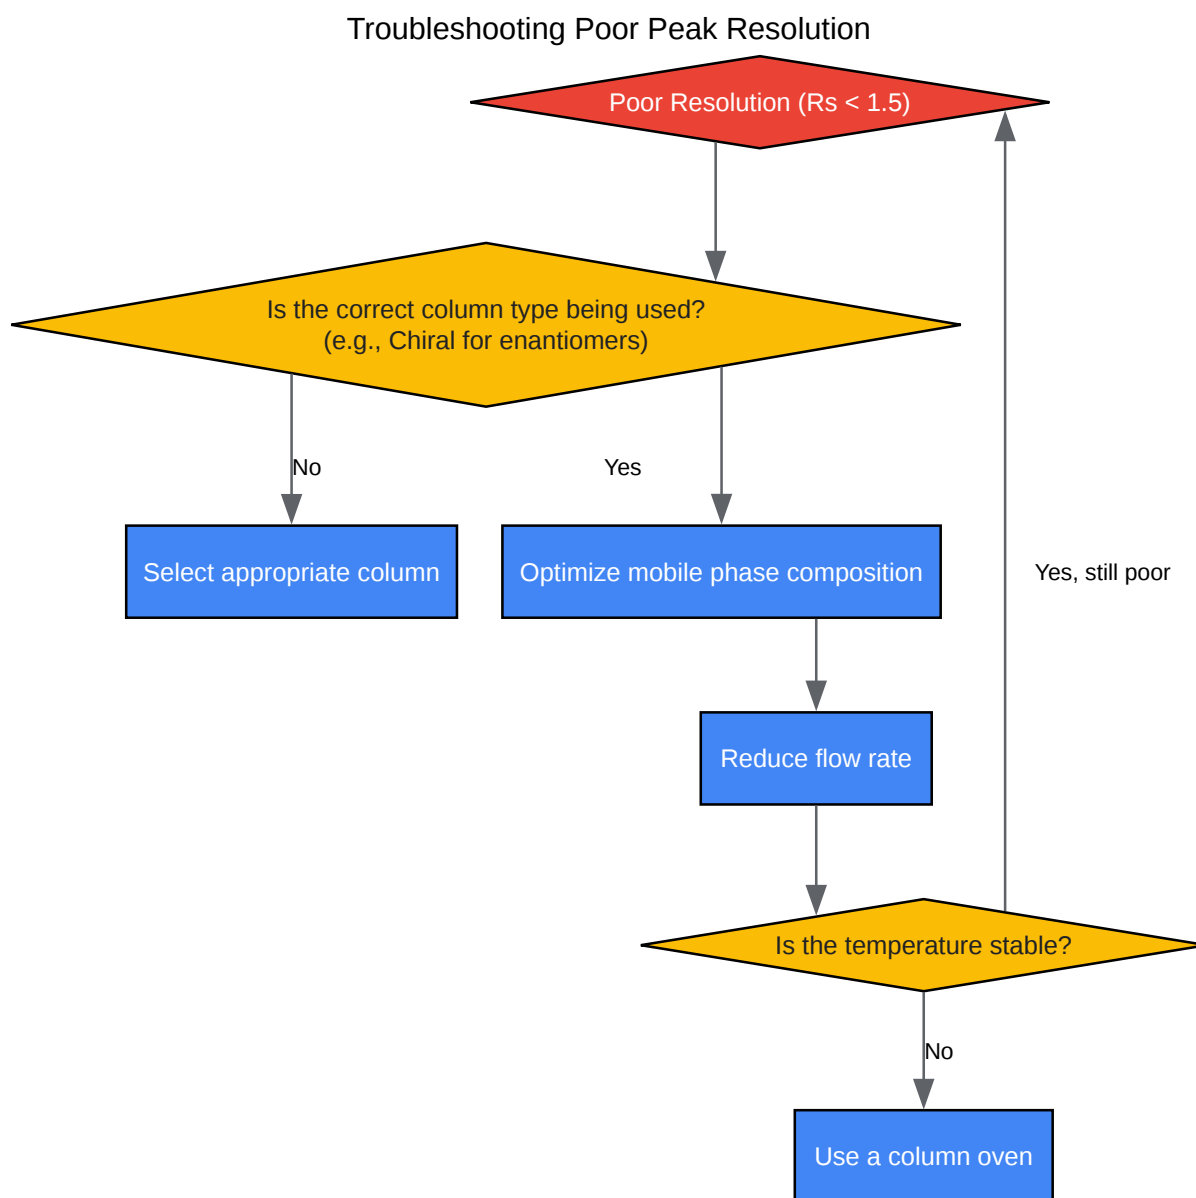 Troubleshooting Poor Peak Resolution
Poor Resolution (Rs < 1.5)
Is the correct column type being used?
(e.g., Chiral for enantiomers)
No
Yes
Select appropriate column
Optimize mobile phase composition
Yes, still poor
Reduce flow rate
Is the temperature stable?
No
Use a column oven